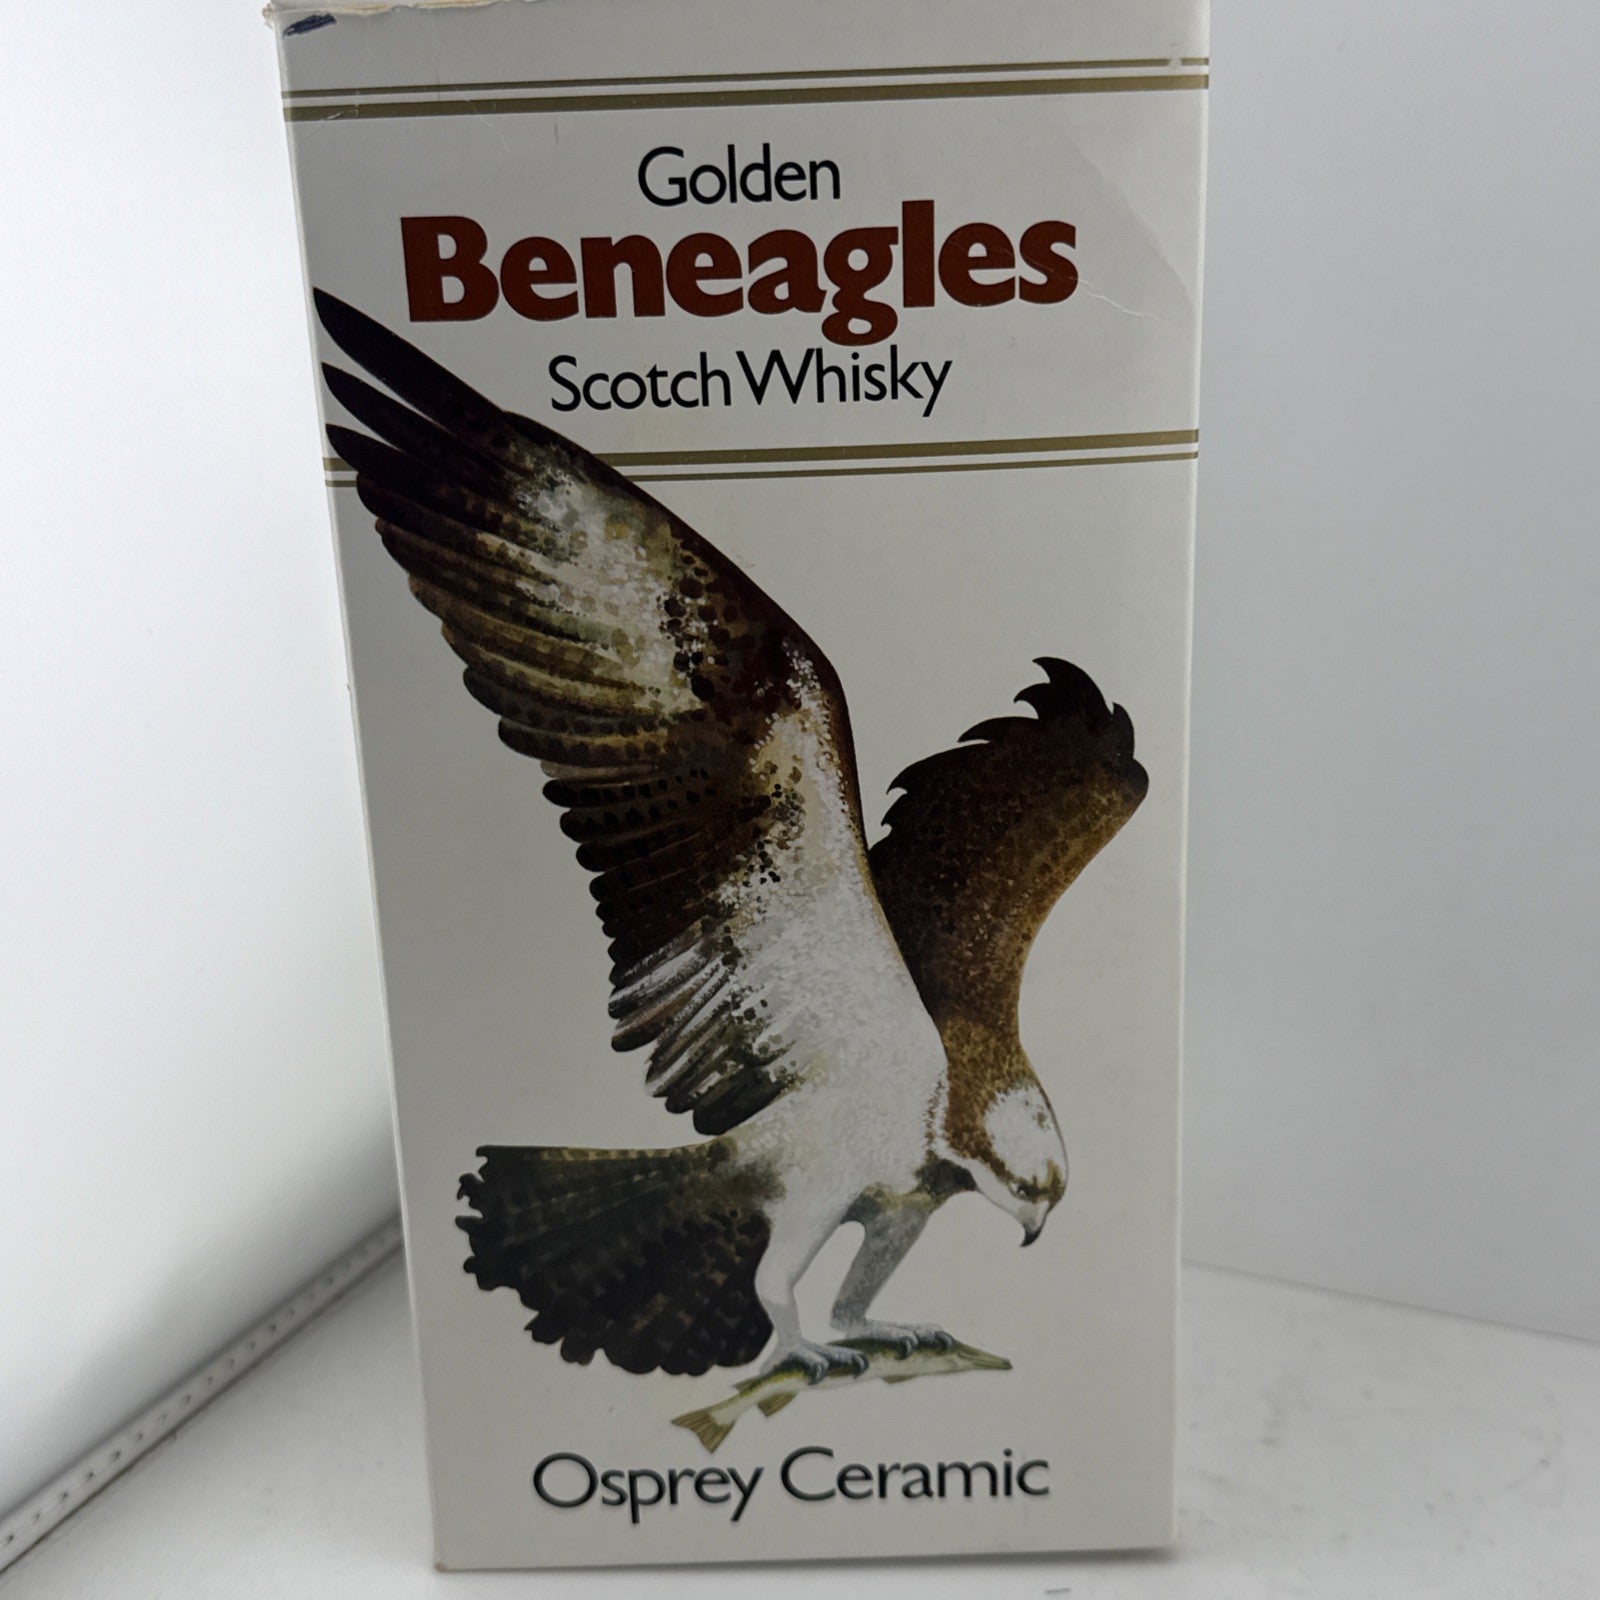 Golden
Beneagles
Scotch Whisky
Osprey Ceramic